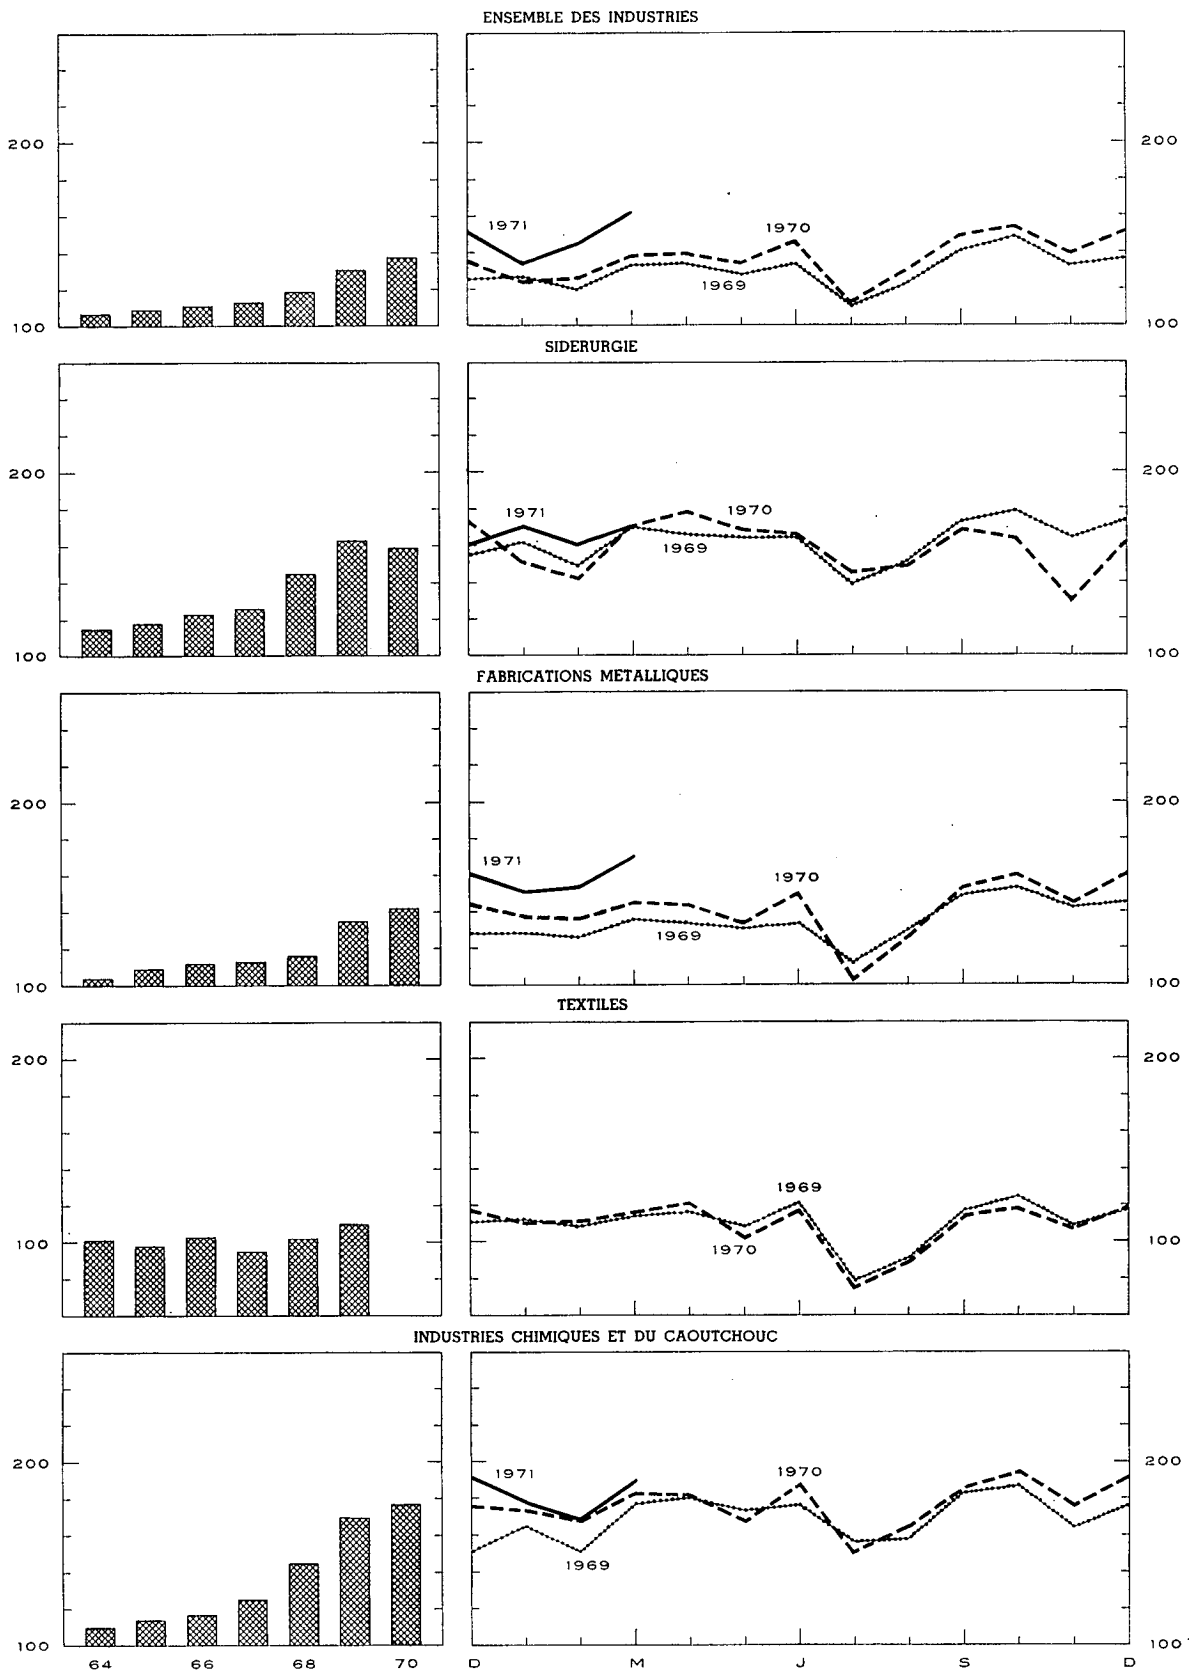 ENSEMBLE DES INDUSTRIES
200 200
1971 1970
1969
100 100
SIDERURGIE
200 200
1971 1970
1969
100 100
FABRICATIONS METALLIQUES
200 200
1971 1970
1969
100 100
TEXTILES
200 200
1969
100 1970 100
INDUSTRIES CHIMIQUES ET DU CAOUTCHOUC
200 1971 1970 200
1969
100 100
64 66 68 70 D M J S D